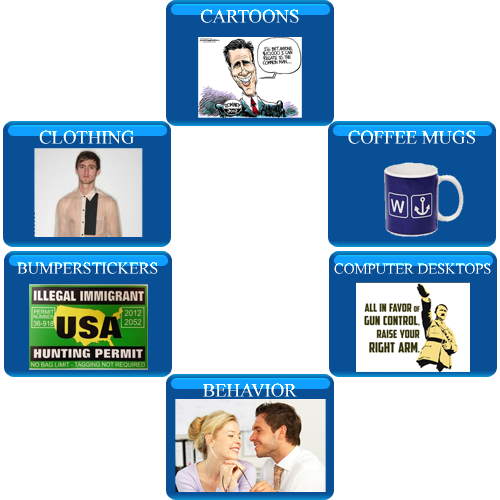 CARTOONS
I'LL BET ANYONE
$10,000 I CAN
RELATE TO THE
COMMON MAN...
ROMNEY
2012
CLOTHING
COFFEE MUGS
W
BUMPERSTICKERS
ILLEGAL IMMIGRANT
PERMIT
NUMBER
36-918
USA
2012
2052
HUNTING PERMIT
NO BAG LIMIT - TAGGING NOT REQUIRED
COMPUTER DESKTOPS
ALL IN FAVOR OF
GUN CONTROL,
RAISE YOUR
RIGHT ARM.
BEHAVIOR